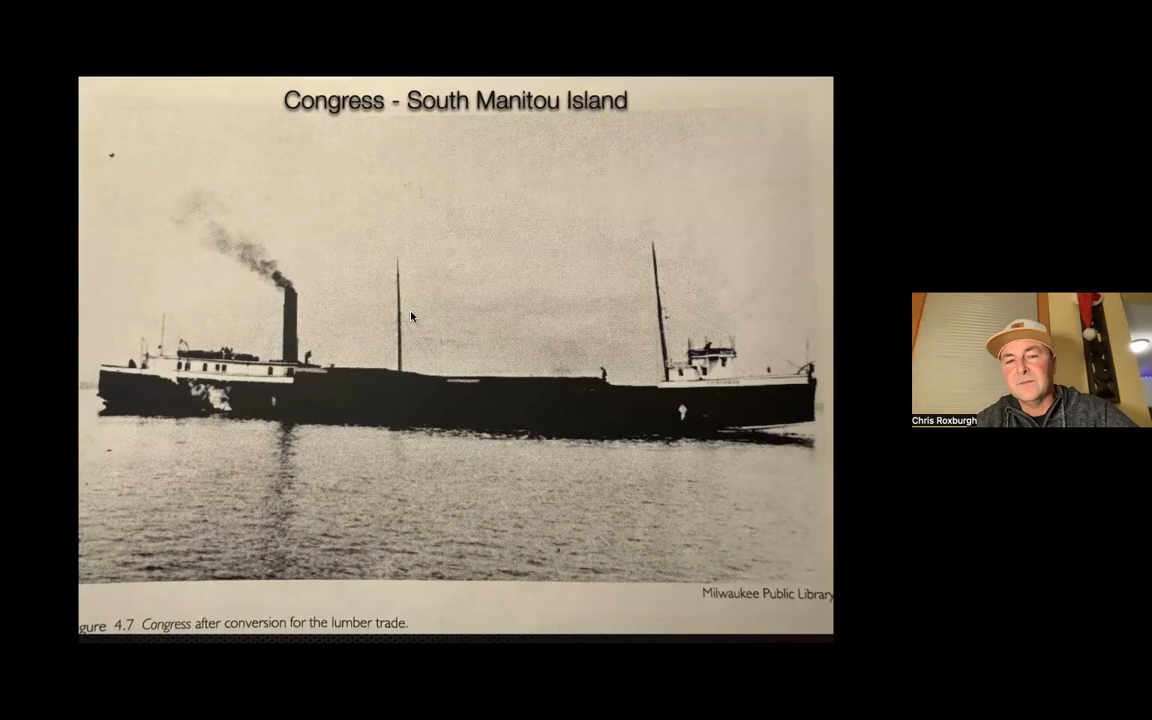 Congress - South Manitou Island
Milwaukee Public Library
gure 4.7 Congress after conversion for the lumber trade.
Chris Roxburgh